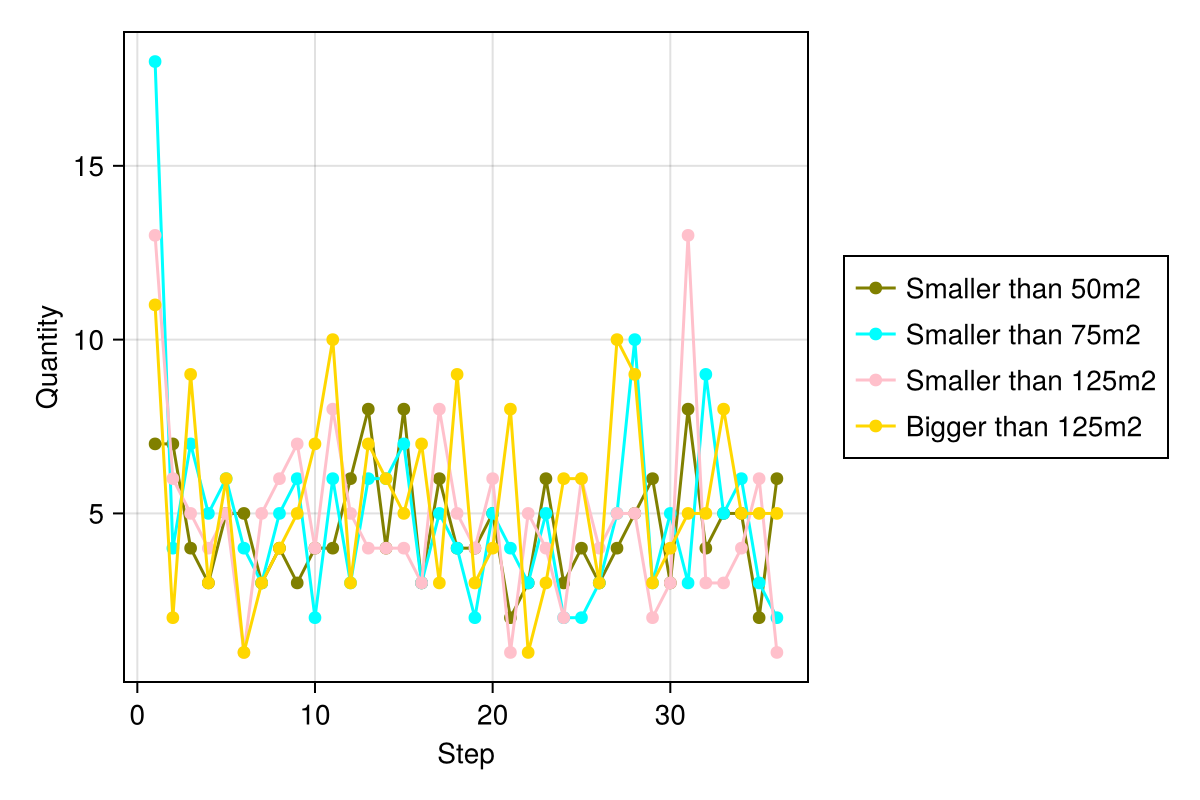 15
10
5
Quantity
0 10 20 30
Step
Smaller than 50m2
Smaller than 75m2
Smaller than 125m2
Bigger than 125m2